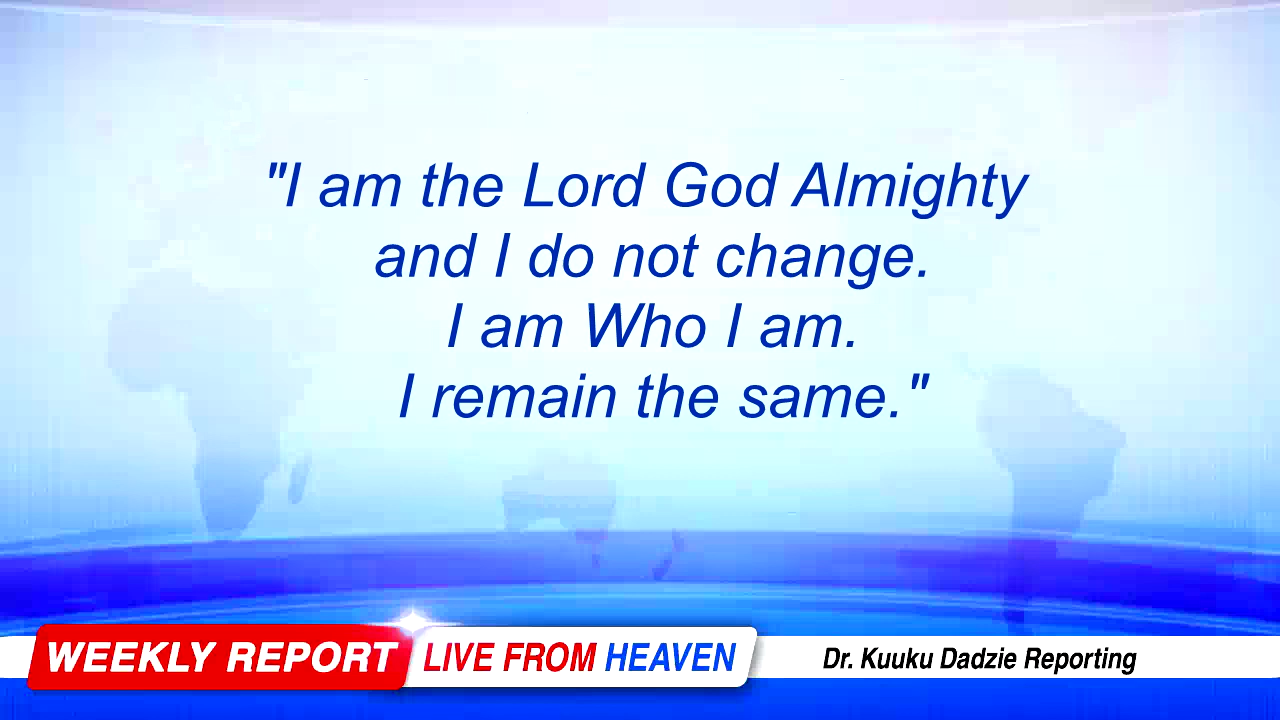 "I am the Lord God Almighty
and I do not change.
I am Who I am.
I remain the same."
WEEKLY REPORT LIVE FROM HEAVEN Dr. Kuuku Dadzie Reporting